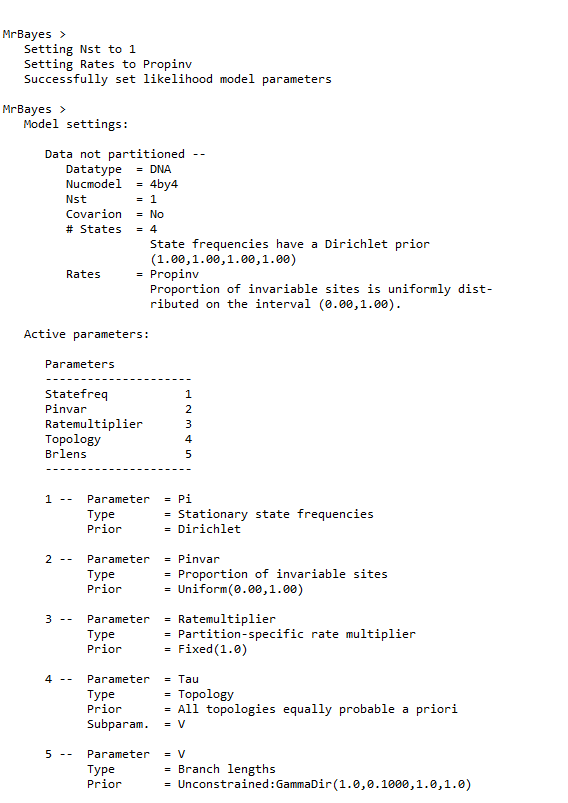 MrBayes >
Setting Nst to 1
Setting Rates to Propinv
Successfully set likelihood model parameters
MrBayes >
Model settings:
Data not partitioned --
Datatype  = DNA
Nucmodel  = 4by4
Nst       = 1
Covarion  = No
# States  = 4
State frequencies have a Dirichlet prior
(1.00,1.00,1.00,1.00)
Rates     = Propinv
Proportion of invariable sites is uniformly dist-
ributed on the interval (0.00,1.00).
Active parameters:
Parameters
---------------------
Statefreq          1
Pinvar             2
Ratemultiplier     3
Topology           4
Brlens             5
---------------------
1 --  Parameter  = Pi
Type       = Stationary state frequencies
Prior      = Dirichlet
2 --  Parameter  = Pinvar
Type       = Proportion of invariable sites
Prior      = Uniform(0.00,1.00)
3 --  Parameter  = Ratemultiplier
Type       = Partition-specific rate multiplier
Prior      = Fixed(1.0)
4 --  Parameter  = Tau
Type       = Topology
Prior      = All topologies equally probable a priori
Subparam.  = V
5 --  Parameter  = V
Type       = Branch lengths
Prior      = Unconstrained:GammaDir(1.0,0.1000,1.0,1.0)